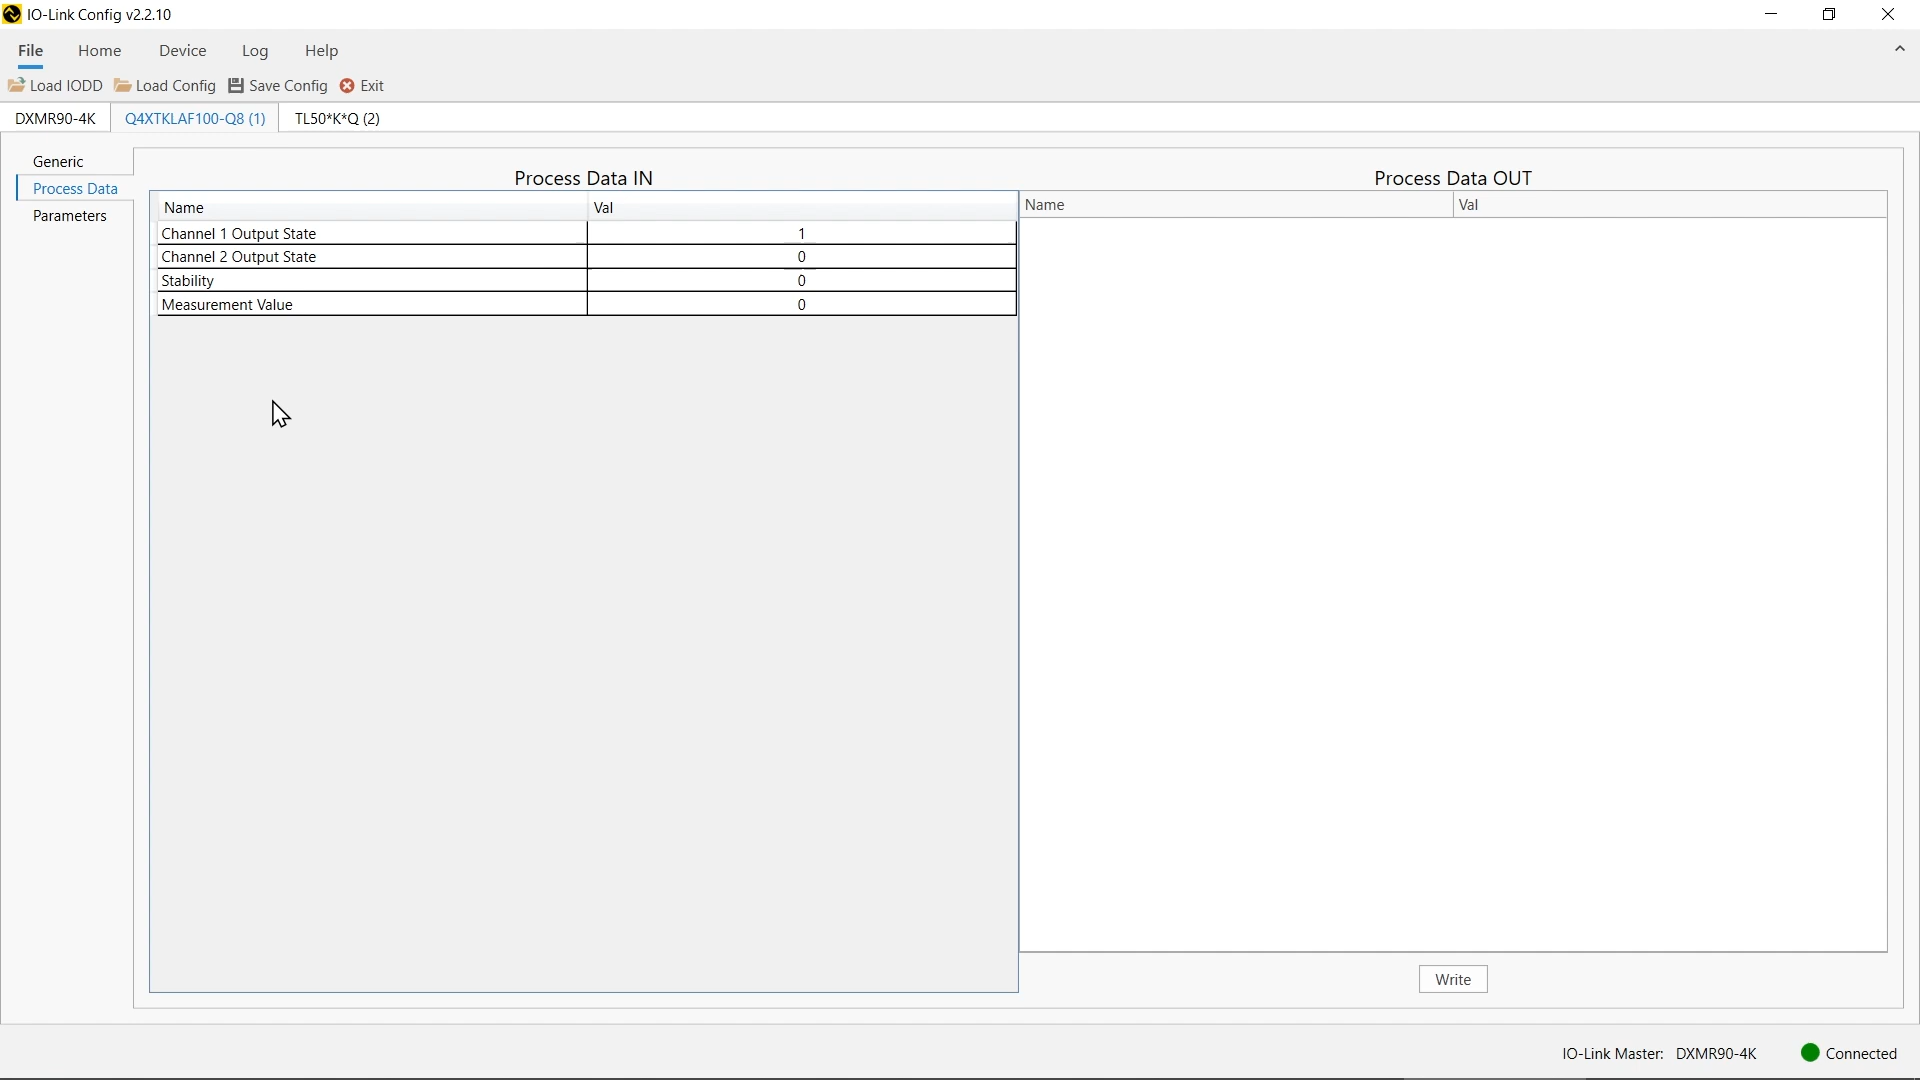 IO-Link Config v2.2.10
File Home Device Log Help
Load IODD Load Config Save Config Exit
DXMR90-4K Q4XTKLAF100-Q8 (1) TL50*K*Q (2)
Generic
Process Data
Parameters
Process Data IN
Name Val
Channel 1 Output State 1
Channel 2 Output State 0
Stability 0
Measurement Value 0
Process Data OUT
Name Val
Write
IO-Link Master: DXMR90-4K Connected